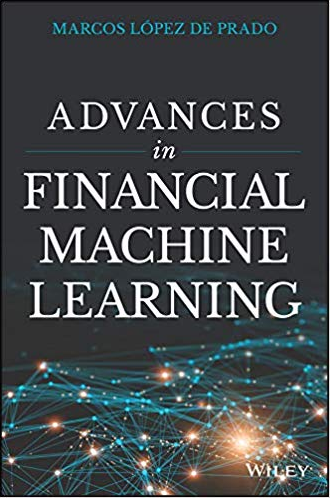 MARCOS LÓPEZ DE PRADO
ADVANCES
in
FINANCIAL
MACHINE
LEARNING
WILEY